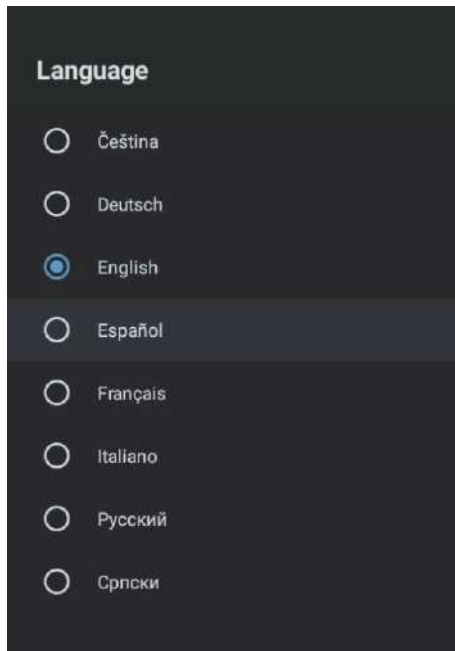 Language
Čeština
Deutsch
English
Español
Français
Italiano
Русский
Српски